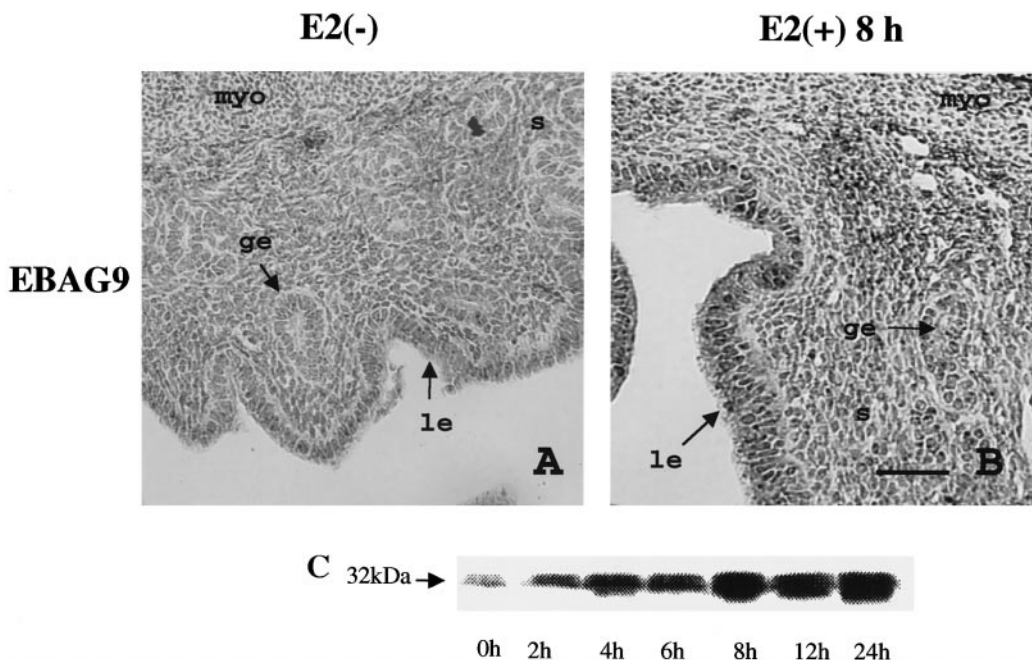 E2(-)
E2(+) 8 h
EBAG9
myo
s
ge
le
A
myo
ge
s
le
B
C
32kDa
0h 2h 4h 6h 8h 12h 24h